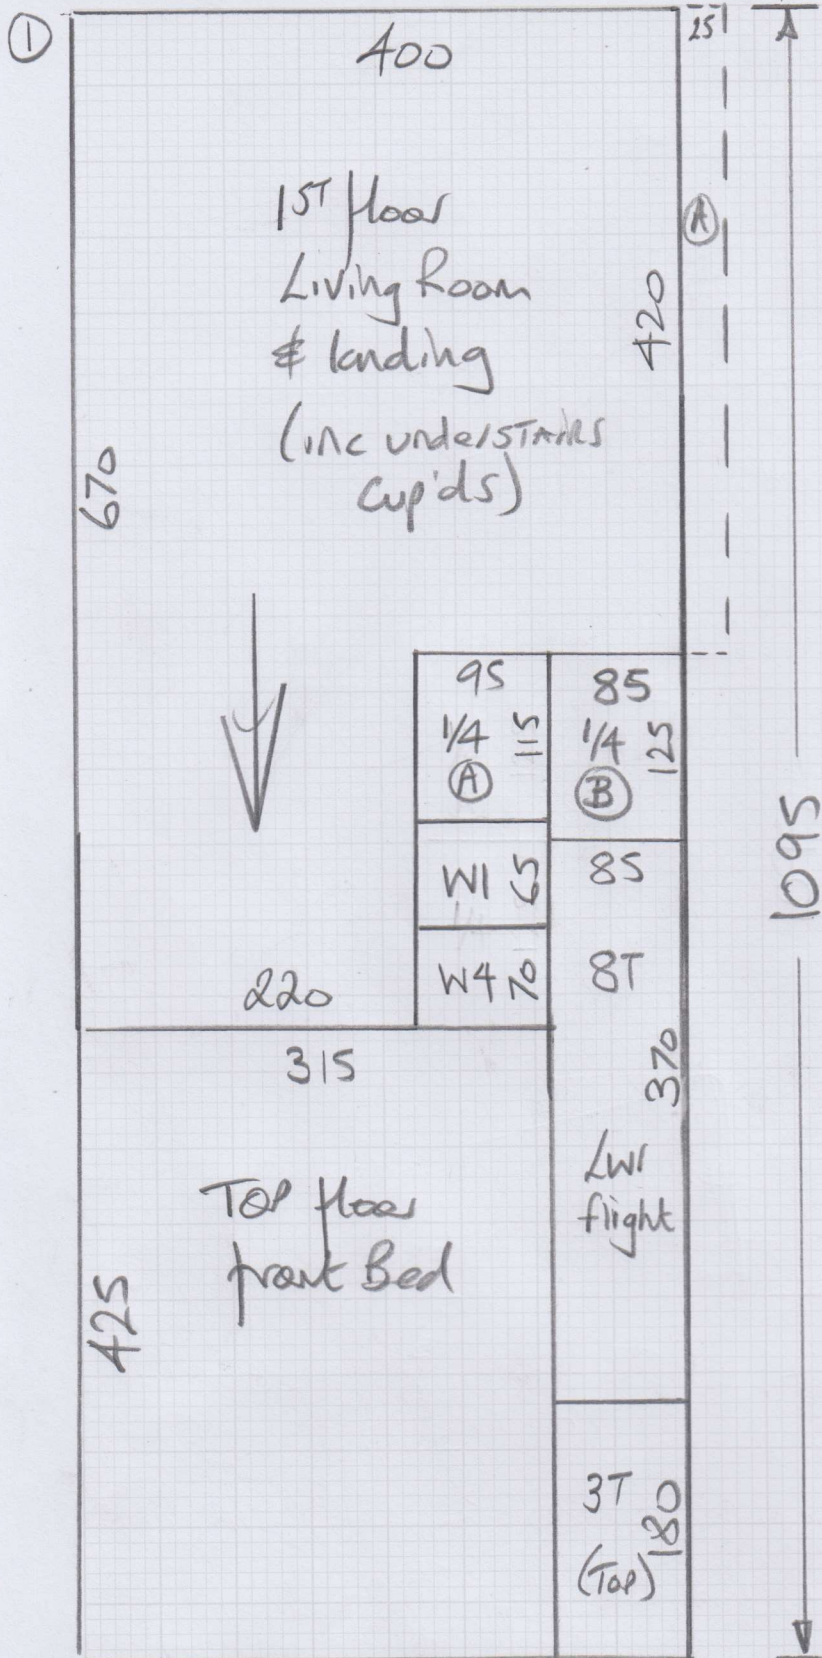 1
400
25
1ST floor
Living Room
& landing
(inc understairs
cup'ds)
A
420
670
1095
95
1/4
115
A
85
1/4
125
B
W1 65
W4 70
85
8T
370
Lwr
flight
220
315
Top floor
front Bed
425
3T
(Top)
180